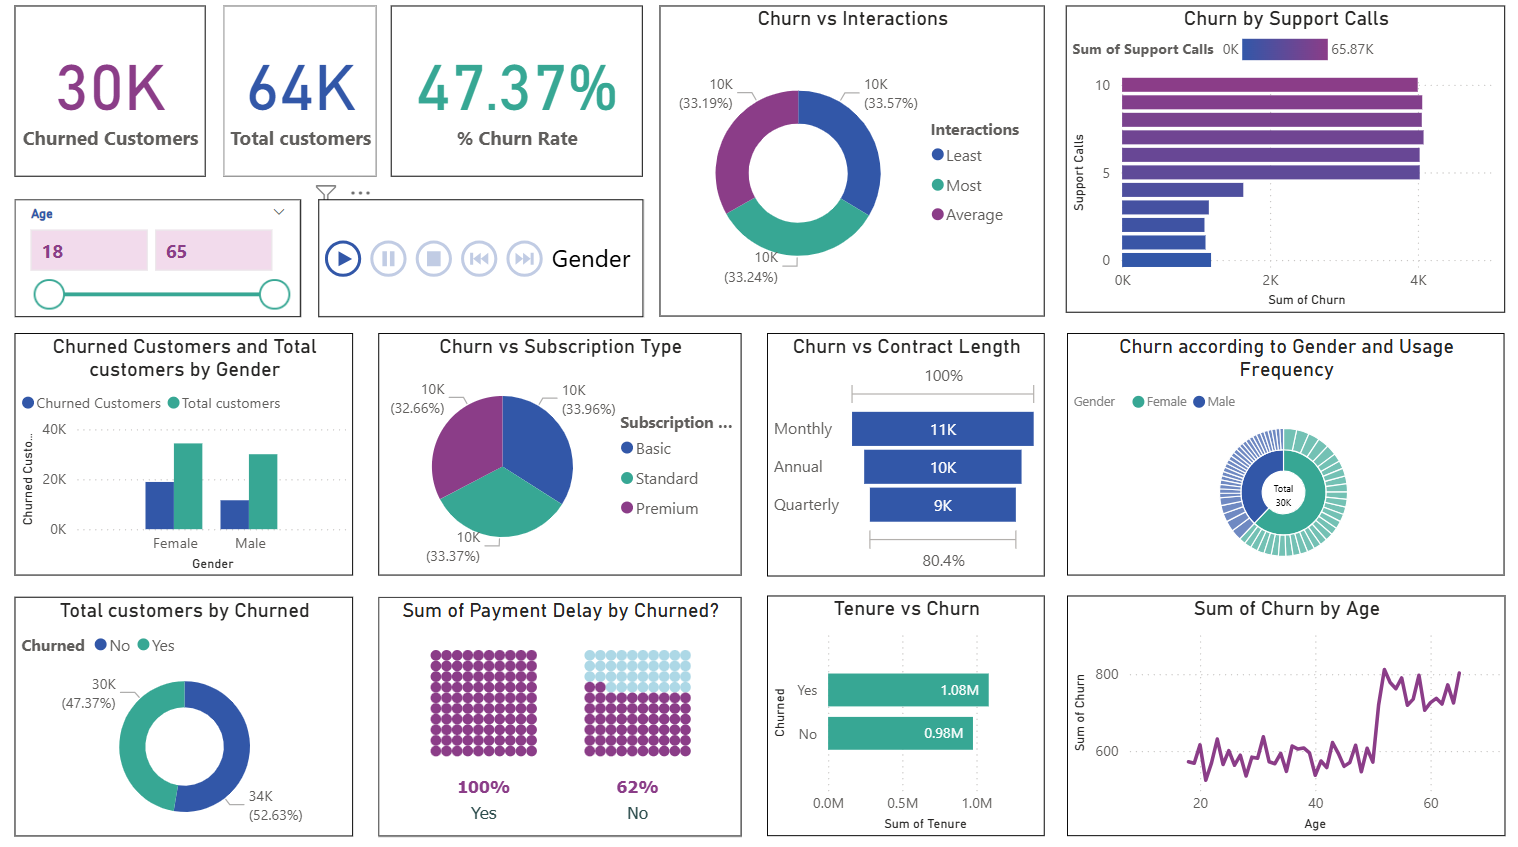 30K
Churned Customers
64K
Total customers
47.37%
% Churn Rate
Age
18
65
Gender
Churn vs Interactions
10K
(33.19%)
10K
(33.57%)
10K
(33.24%)
Interactions
Least
Most
Average
Churn by Support Calls
Sum of Support Calls 0K 65.87K
Support Calls
10
5
0
0K 2K 4K
Sum of Churn
Churned Customers and Total
customers by Gender
Churned Customers Total customers
Churned Custo...
40K
20K
0K
Female Male
Gender
Churn vs Subscription Type
10K
(32.66%)
10K
(33.96%)
10K
(33.37%)
Subscription ...
Basic
Standard
Premium
Churn vs Contract Length
100%
Monthly 11K
Annual 10K
Quarterly 9K
80.4%
Churn according to Gender and Usage
Frequency
Gender Female Male
Total
30K
Total customers by Churned
Churned No Yes
30K
(47.37%)
34K
(52.63%)
Sum of Payment Delay by Churned?
100%
Yes
62%
No
Tenure vs Churn
Churned
Yes 1.08M
No 0.98M
0.0M 0.5M 1.0M
Sum of Tenure
Sum of Churn by Age
Sum of Churn
800
600
20 40 60
Age